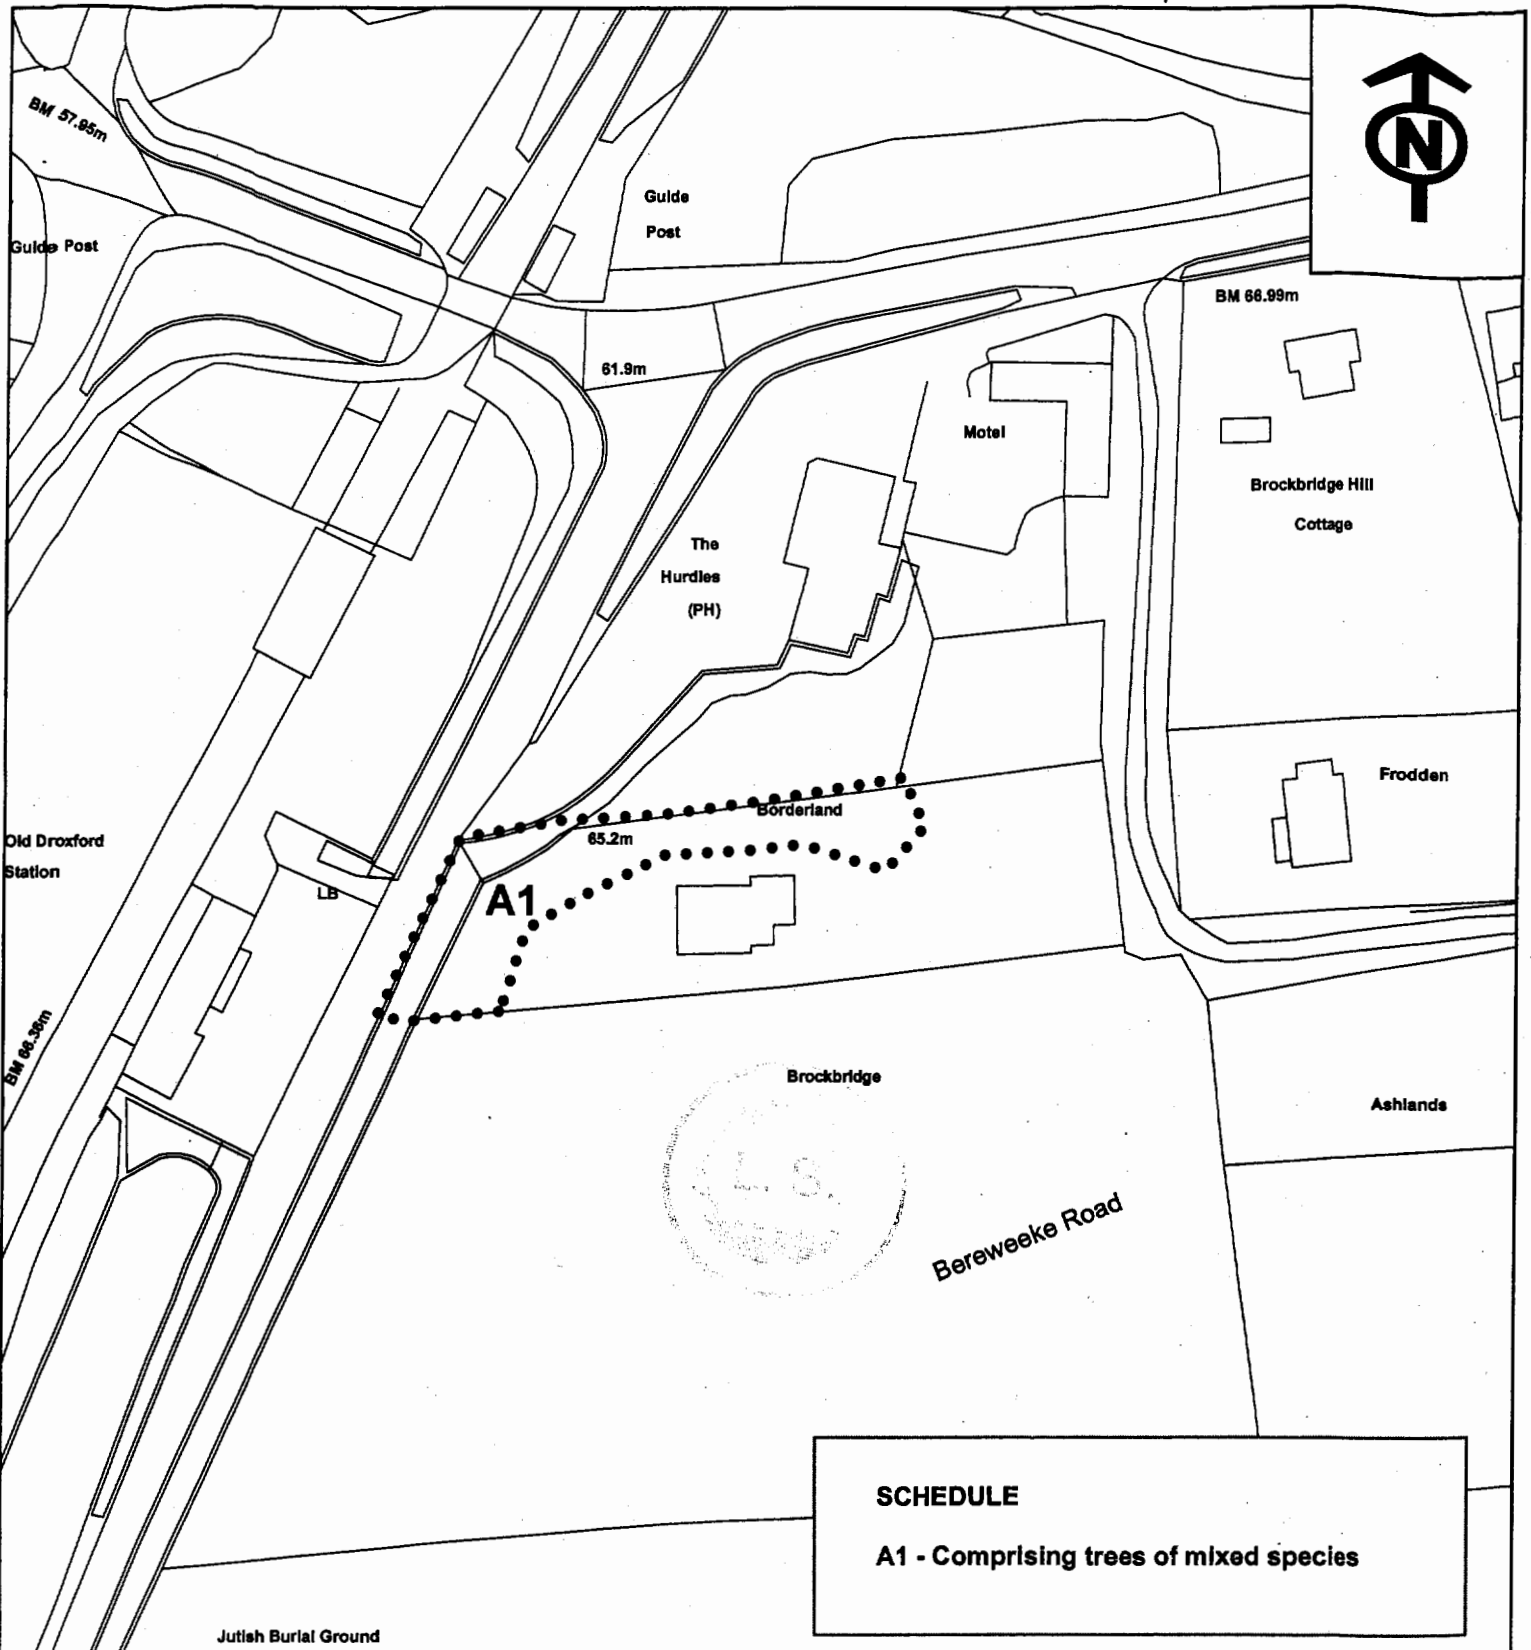 N
BM 57.95m
Guide
Post
Guide Post
BM 66.99m
61.9m
Motel
Brockbridge Hill
Cottage
The
Hurdles
(PH)
Frodden
Borderland
65.2m
Old Droxford
Station
LB
A1
BM 66.36m
Brockbridge
Ashlands
L. S.
Bereweeke Road
SCHEDULE
A1 - Comprising trees of mixed species
Jutish Burial Ground